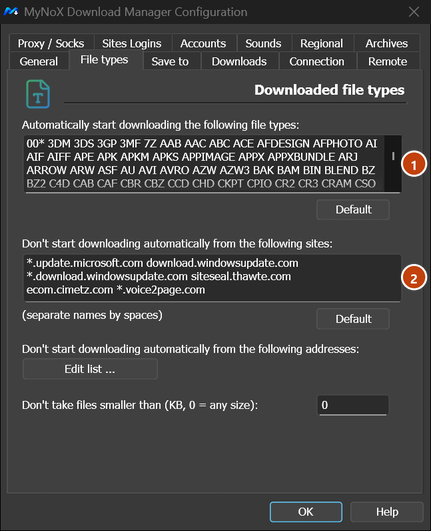 MyNoX Download Manager Configuration
Proxy / Socks Sites Logins Accounts Sounds Regional Archives
General File types Save to Downloads Connection Remote
Downloaded file types
Automatically start downloading the following file types:
00* 3DM 3DS 3GP 3MF 7Z AAB AAC ABC ACE AFDESIGN AFPHOTO AI
AIF AIFF APE APK APKM APKS APPIMAGE APPX APPXBUNDLE ARJ
ARROW ARW ASF AU AVI AVRO AZW AZW3 BAK BAM BIN BLEND BZ
BZ2 C4D CAB CAF CBR CBZ CCD CHD CKPT CPIO CR2 CR3 CRAM CSO
1
Default
Don't start downloading automatically from the following sites:
*.update.microsoft.com download.windowsupdate.com
*.download.windowsupdate.com siteseal.thawte.com
ecom.cimetz.com *.voice2page.com
2
(separate names by spaces)
Default
Don't start downloading automatically from the following addresses:
Edit list ...
Don't take files smaller than (KB, 0 = any size):
0
OK
Help